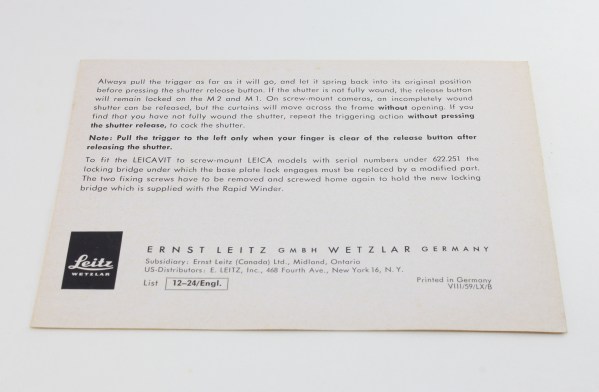 Always pull the trigger as far as it will go, and let it spring back into its original position
before pressing the shutter release button. If the shutter is not fully wound, the release button
will remain locked on the M 2 and M 1. On screw-mount cameras, an incompletely wound
shutter can be released, but the curtains will move across the frame without opening. If you
find that you have not fully wound the shutter, repeat the triggering action without pressing
the shutter release, to cock the shutter.
Note: Pull the trigger to the left only when your finger is clear of the release button after
releasing the shutter.
To fit the LEICAVIT to screw-mount LEICA models with serial numbers under 622.251 the
locking bridge under which the base plate lock engages must be replaced by a modified part.
The two fixing screws have to be removed and screwed home again to hold the new locking
bridge which is supplied with the Rapid Winder.
Leitz
WETZLAR
ERNST LEITZ GMBH WETZLAR GERMANY
Subsidiary: Ernst Leitz (Canada) Ltd., Midland, Ontario
US-Distributors: E. LEITZ, Inc., 468 Fourth Ave., New York 16, N. Y.
List 12-24/Engl.
Printed in Germany
VIII/59/LX/B